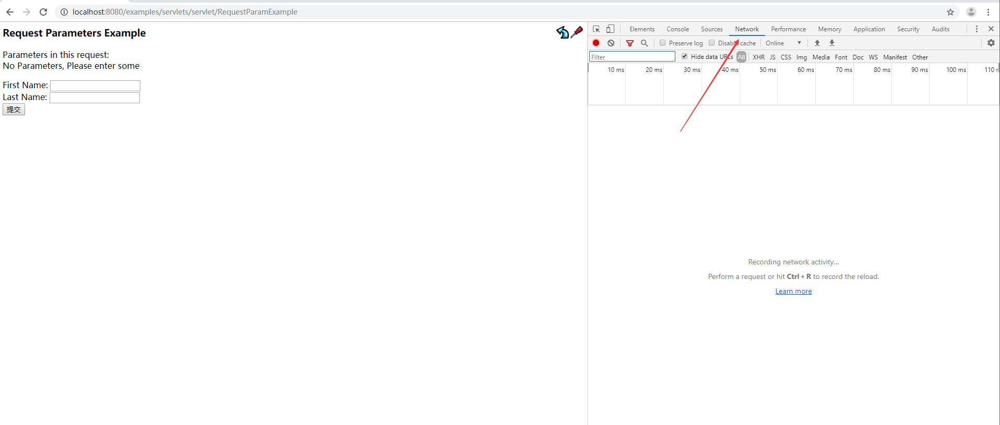 localhost:8080/examples/servlets/servlet/RequestParamExample
Request Parameters Example
Parameters in this request:
No Parameters, Please enter some
First Name:
Last Name:
提交
Elements Console Sources Network Performance Memory Application Security Audits
Preserve log Disable cache Online
Filter Hide data URLs All XHR JS CSS Img Media Font Doc WS Manifest Other
10 ms 20 ms 30 ms 40 ms 50 ms 60 ms 70 ms 80 ms 90 ms 100 ms 110
Recording network activity...
Perform a request or hit Ctrl + R to record the reload.
Learn more